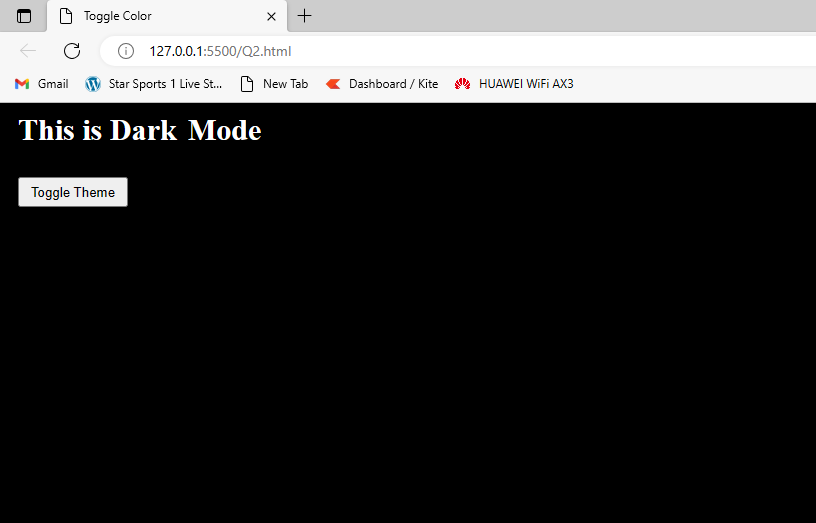 Toggle Color
127.0.0.1:5500/Q2.html
Gmail Star Sports 1 Live St... New Tab Dashboard / Kite HUAWEI WiFi AX3
This is Dark Mode
Toggle Theme